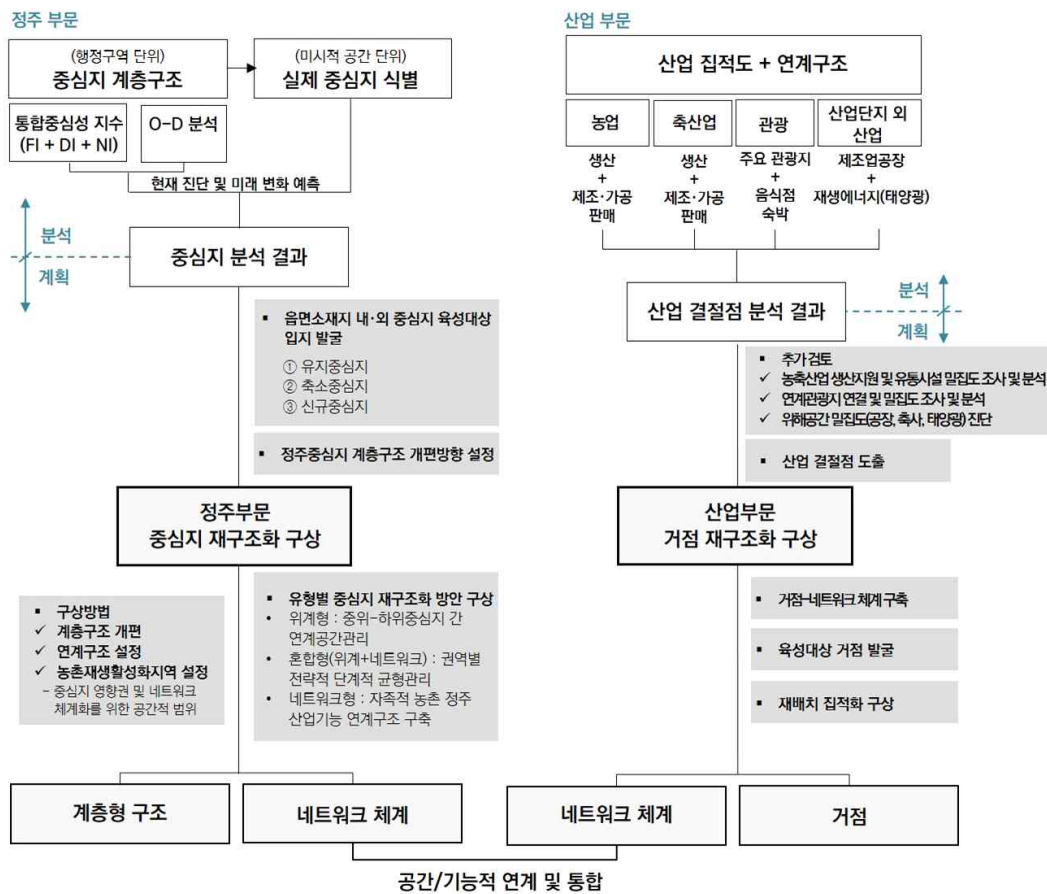 정주 부문
(행정구역 단위)
중심지 계층구조
(미시적 공간 단위)
실제 중심지 식별
통합중심성 지수
(FI + DI + NI)
O-D 분석
현재 진단 및 미래 변화 예측
분석
계획
중심지 분석 결과
▪ 읍면소재지 내·외 중심지 육성대상
입지 발굴
① 유지중심지
② 축소중심지
③ 신규중심지
▪ 정주중심지 계층구조 개편방향 설정
정주부문
중심지 재구조화 구상
▪ 구상방법
✓ 계층구조 개편
✓ 연계구조 설정
✓ 농촌재생활성화지역 설정
- 중심지 영향권 및 네트워크
체계화를 위한 공간적 범위
▪ 유형별 중심지 재구조화 방안 구상
• 위계형 : 중위-하위중심지 간
연계공간관리
• 혼합형(위계+네트워크) : 권역별
전략적 단계적 균형관리
• 네트워크형 : 자족적 농촌 정주
산업기능 연계구조 구축
계층형 구조
네트워크 체계
산업 부문
산업 집적도 + 연계구조
농업
축산업
관광
산업단지 외
산업
생산
+
제조·가공
판매
생산
+
제조·가공
판매
주요 관광지
+
음식점
숙박
제조업공장
+
재생에너지(태양광)
산업 결절점 분석 결과
분석
계획
▪ 추가 검토
✓ 농축산업 생산지원 및 유통시설 밀집도 조사 및 분석
✓ 연계관광지 연결 및 밀집도 조사 및 분석
✓ 위해공간 밀집도(공장, 축사, 태양광) 진단
▪ 산업 결절점 도출
산업부문
거점 재구조화 구상
▪ 거점-네트워크 체계 구축
▪ 육성대상 거점 발굴
▪ 재배치 집적화 구상
네트워크 체계
거점
공간/기능적 연계 및 통합